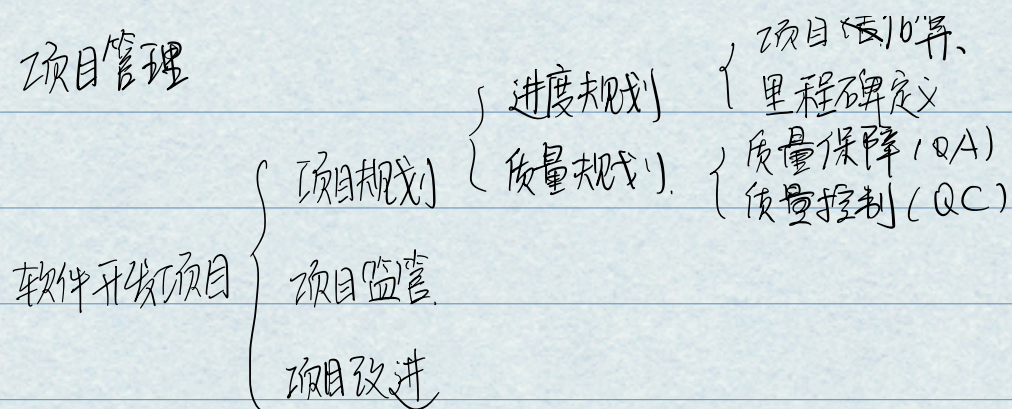 项目管理
项目估算、
进度规划
里程碑定义
质量保障(QA)
项目规划
质量规划
质量控制(QC)
软件开发项目
项目监管
项目改进